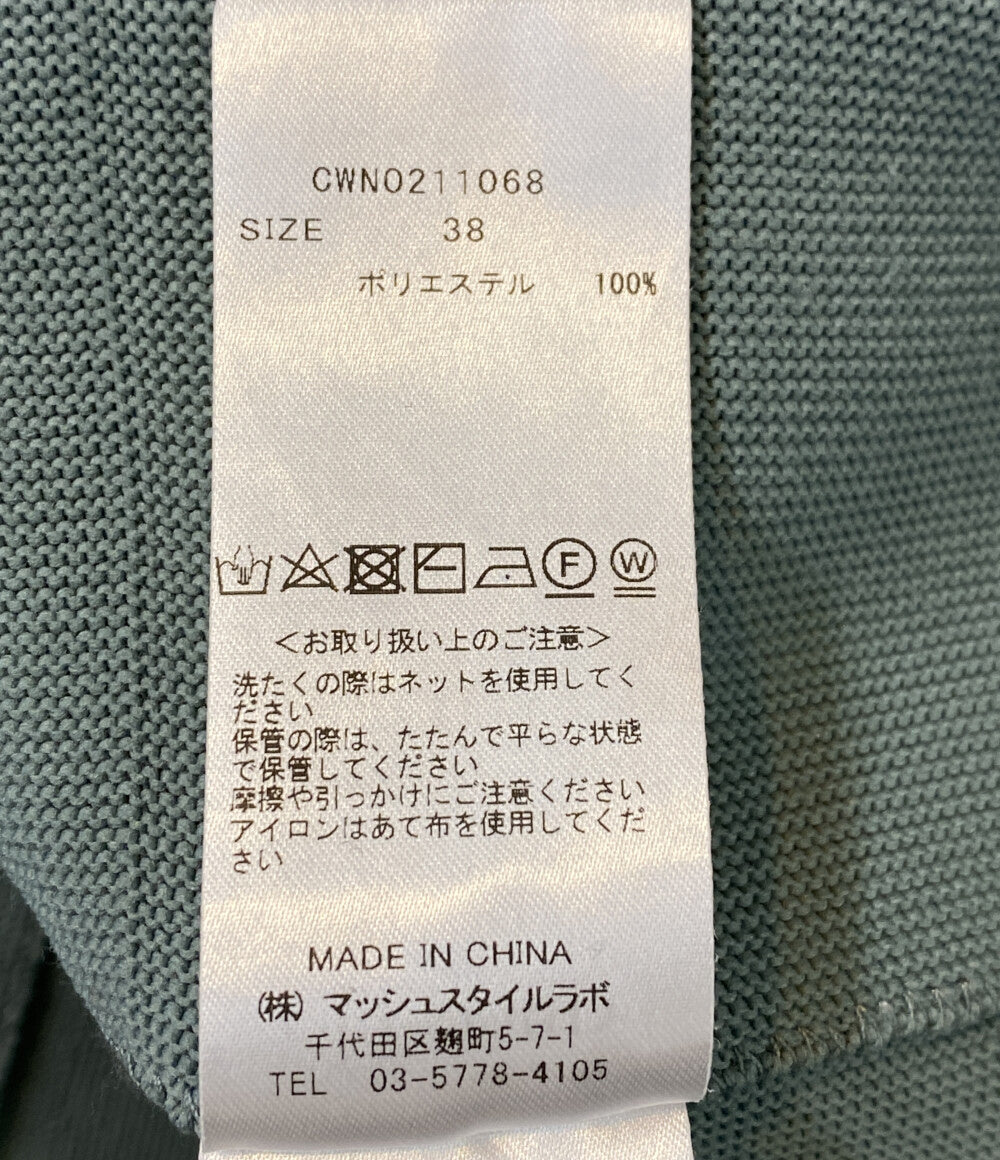 CWNO211068
SIZE 38
ポリエステル 100%
F W
＜お取り扱い上のご注意＞
洗たくの際はネットを使用してく
ださい
保管の際は、たたんで平らな状態
で保管してください
摩擦や引っかけにご注意ください
アイロンはあて布を使用してくだ
さい
MADE IN CHINA
(株) マッシュスタイルラボ
千代田区麹町5-7-1
TEL 03-5778-4105